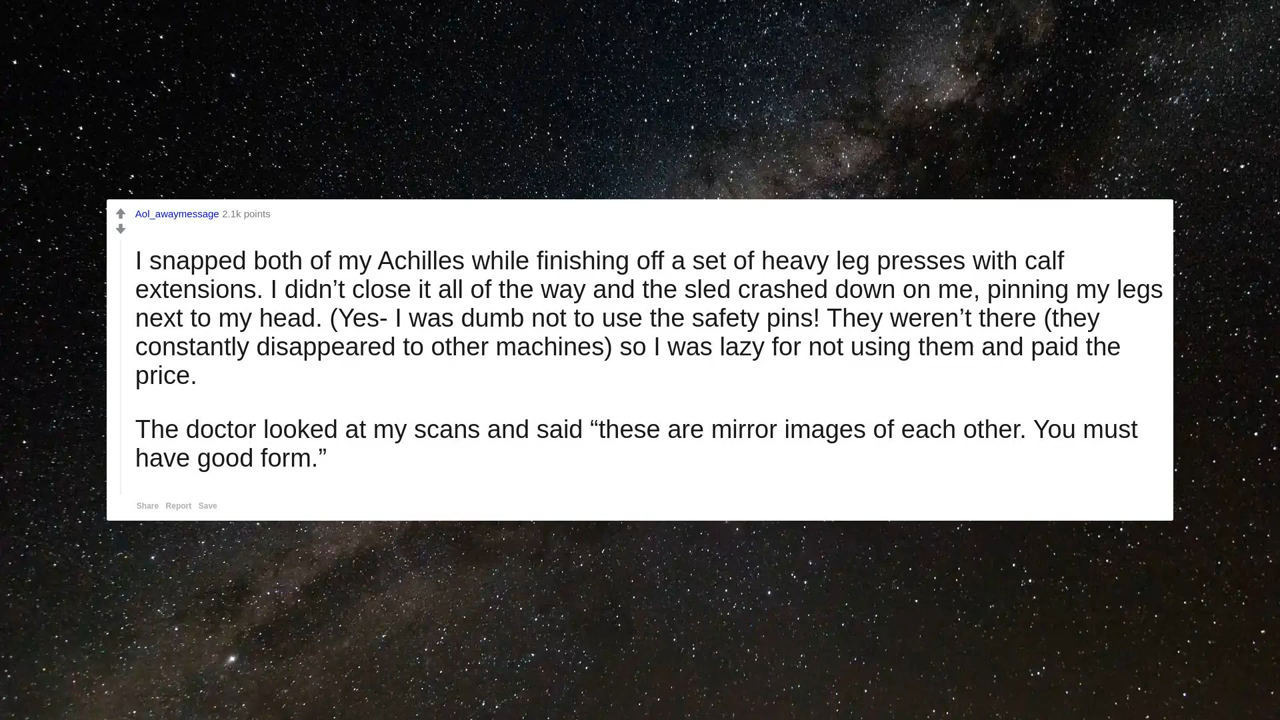 Aol_awaymessage 2.1k points
I snapped both of my Achilles while finishing off a set of heavy leg presses with calf
extensions. I didn’t close it all of the way and the sled crashed down on me, pinning my legs
next to my head. (Yes- I was dumb not to use the safety pins! They weren’t there (they
constantly disappeared to other machines) so I was lazy for not using them and paid the
price.
The doctor looked at my scans and said “these are mirror images of each other. You must
have good form.”
Share Report Save